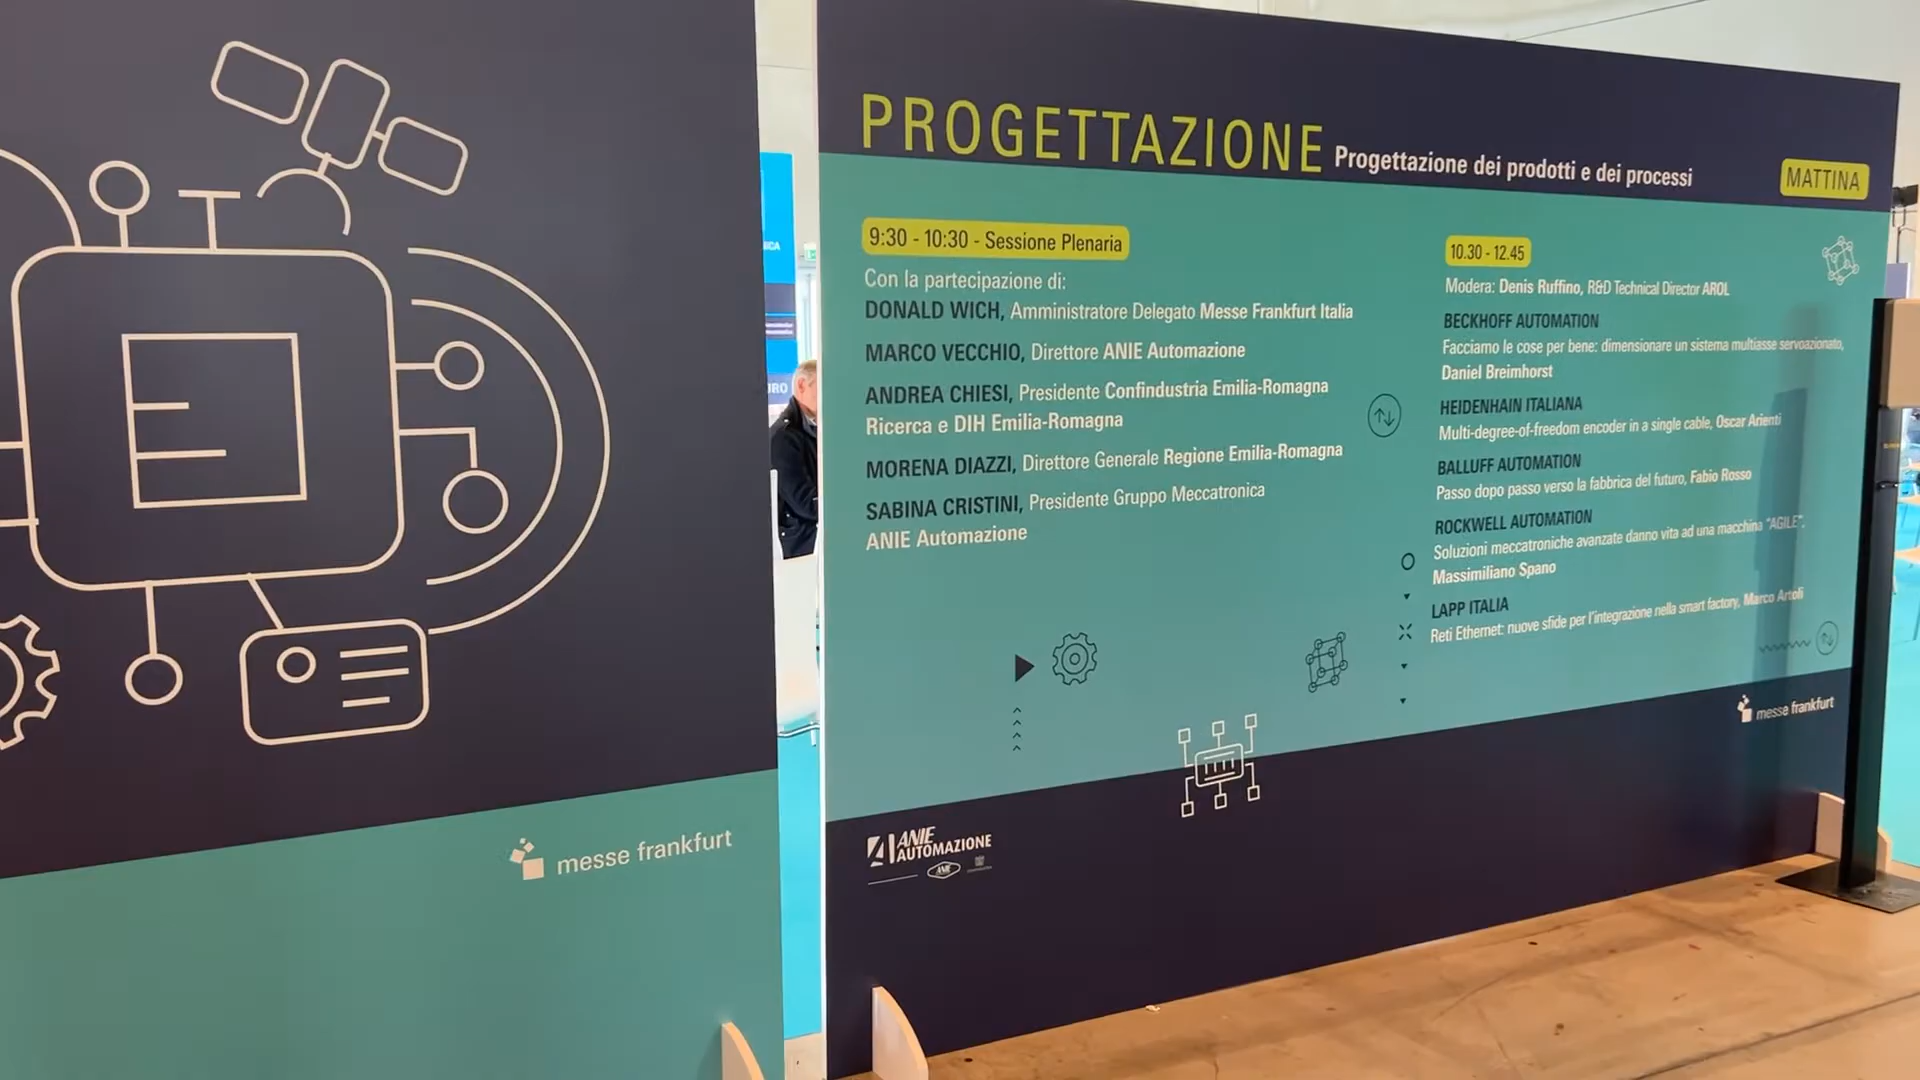 messe frankfurt
PROGETTAZIONE Progettazione dei prodotti e dei processi
MATTINA
9:30 - 10:30 - Sessione Plenaria
Con la partecipazione di:
DONALD WICH, Amministratore Delegato Messe Frankfurt Italia
MARCO VECCHIO, Direttore ANIE Automazione
ANDREA CHIESI, Presidente Confindustria Emilia-Romagna
Ricerca e DIH Emilia-Romagna
MORENA DIAZZI, Direttore Generale Regione Emilia-Romagna
SABINA CRISTINI, Presidente Gruppo Meccatronica
ANIE Automazione
10.30 - 12.45
Modera: Denis Ruffino, R&D Technical Director AROL
BECKHOFF AUTOMATION
Facciamo le cose per bene: dimensionare un sistema multiasse servoazionato,
Daniel Breimhorst
HEIDENHAIN ITALIANA
Multi-degree-of-freedom encoder in a single cable, Oscar Arienti
BALLUFF AUTOMATION
Passo dopo passo verso la fabbrica del futuro, Fabio Rosso
ROCKWELL AUTOMATION
Soluzioni meccatroniche avanzate danno vita ad una macchina "AGILE",
Massimiliano Spano
LAPP ITALIA
Reti Ethernet: nuove sfide per l'integrazione nella smart factory, Marco Artoli
messe frankfurt
ANIE
AUTOMAZIONE
ANIE